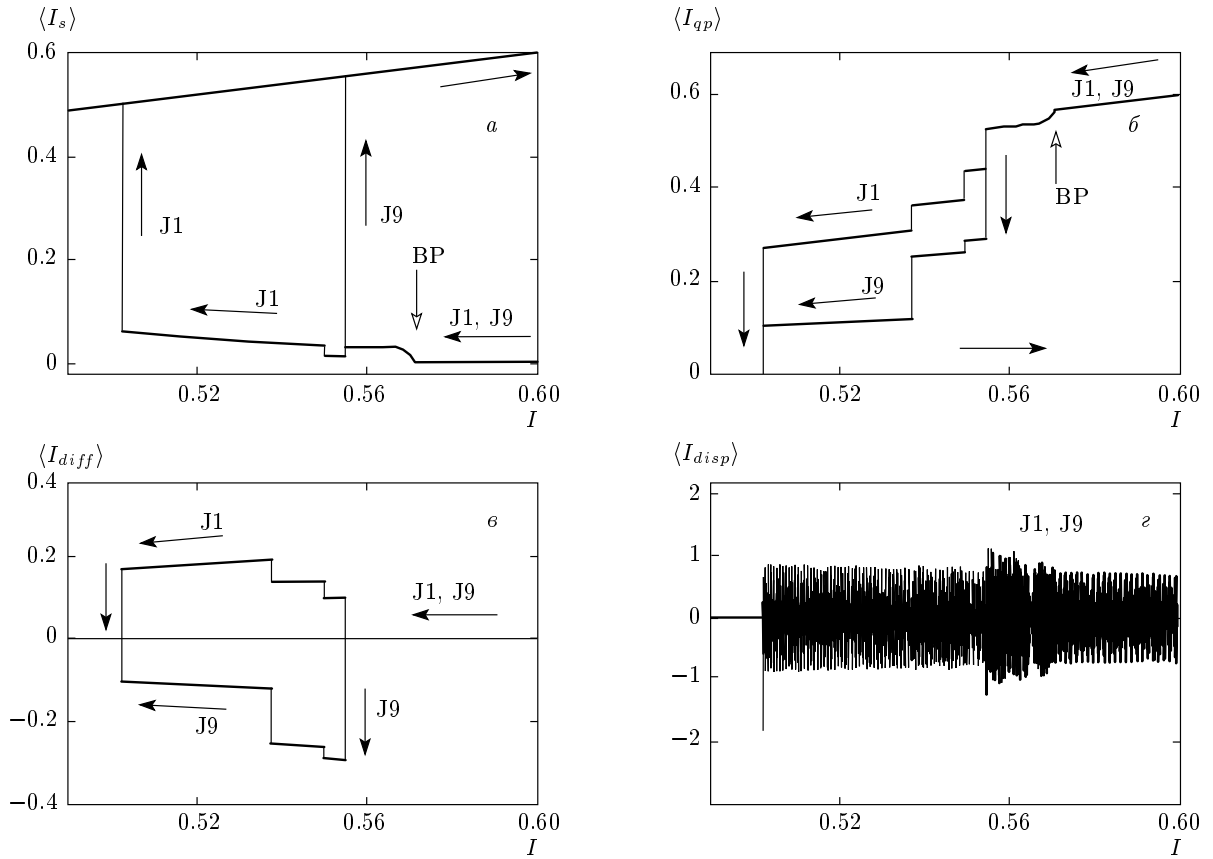 ⟨I_s⟩
0.6
0.4
0.2
0
а
J1
J9
BP
J1
J1, J9
0.52
0.56
0.60
I
⟨I_qp⟩
0.6
0.4
0.2
0
J1, J9
б
J1
BP
J9
0.52
0.56
0.60
I
⟨I_diff⟩
0.4
0.2
0
−0.2
−0.4
J1
в
J1, J9
J9
J9
0.52
0.56
0.60
I
⟨I_disp⟩
2
1
0
−1
−2
J1, J9
г
0.52
0.56
0.60
I